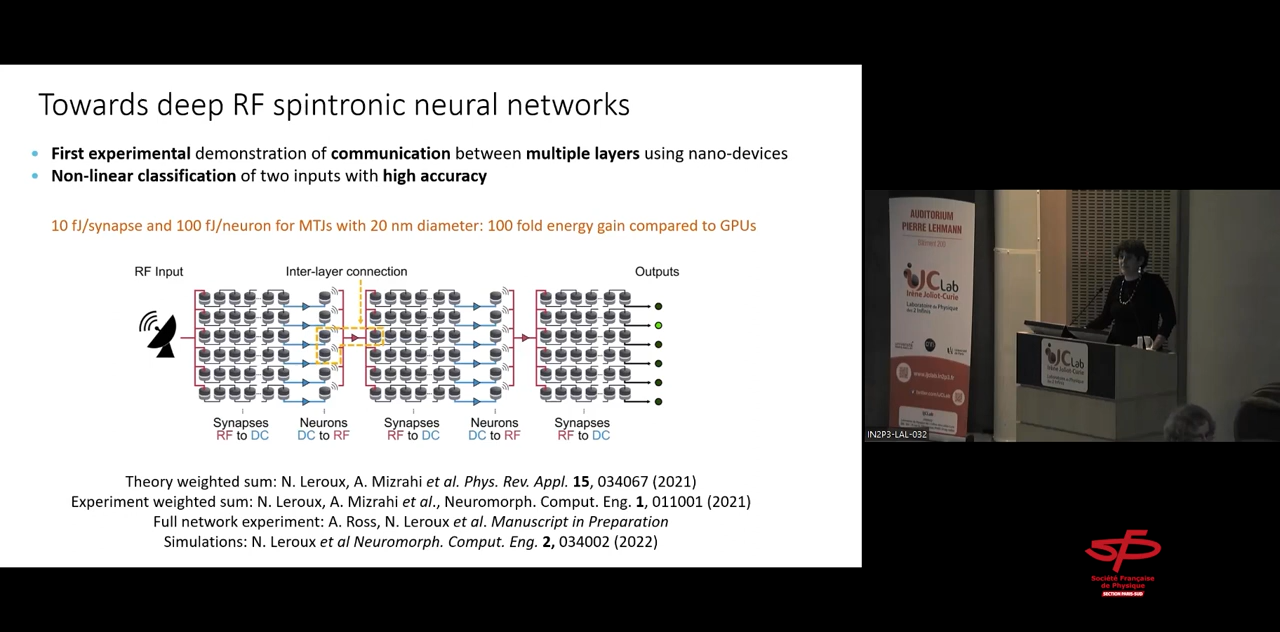 Towards deep RF spintronic neural networks
• First experimental demonstration of communication between multiple layers using nano-devices
• Non-linear classification of two inputs with high accuracy
10 fJ/synapse and 100 fJ/neuron for MTJs with 20 nm diameter: 100 fold energy gain compared to GPUs
RF Input
Inter-layer connection
Outputs
Synapses
RF to DC
Neurons
DC to RF
Synapses
RF to DC
Neurons
DC to RF
Synapses
RF to DC
Theory weighted sum: N. Leroux, A. Mizrahi et al. Phys. Rev. Appl. 15, 034067 (2021)
Experiment weighted sum: N. Leroux, A. Mizrahi et al., Neuromorph. Comput. Eng. 1, 011001 (2021)
Full network experiment: A. Ross, N. Leroux et al. Manuscript in Preparation
Simulations: N. Leroux et al Neuromorph. Comput. Eng. 2, 034002 (2022)
AUDITORIUM
PIERRE LEHMANN
Bâtiment 200
IJCLab
Irène Joliot-Curie
Laboratoire de Physique
des 2 Infinis
IJCLab
Irène Joliot-Curie
IN2P3-LAL-032
sfp
Société Française
de Physique
SECTION PARIS-SUD